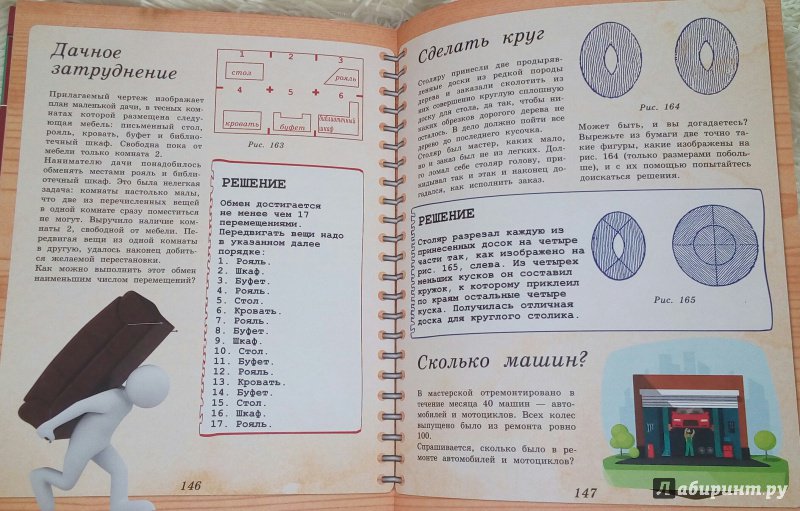 Дачное
затруднение
Прилагаемый чертеж изображает
план маленькой дачи, в тесных ком-
натах которой размещена следу-
ющая мебель: письменный стол,
рояль, кровать, буфет и библио-
течный шкаф. Свободна пока от
мебели только комната 2.
Нанимателю дачи понадобилось
обменять местами рояль и библи-
отечный шкаф. Это была нелегкая
задача: комнаты настолько малы,
что две из перечисленных вещей
в одной комнате сразу поместиться
не могут. Выручило наличие ком-
наты 2, свободной от мебели. Пе-
редвигая вещи из одной комнаты
в другую, удалось наконец добить-
ся желаемой перестановки.
Как можно выполнить этот обмен
наименьшим числом перемещений?
1 2 3
стол
рояль
4 5 6
кровать
буфет
библиотечный
шкаф
Рис. 163
РЕШЕНИЕ
Обмен достигается
не менее чем 17
перемещениями.
Передвигать вещи надо
в указанном далее
порядке:
1. Рояль.
2. Шкаф.
3. Буфет.
4. Рояль.
5. Стол.
6. Кровать.
7. Рояль.
8. Буфет.
9. Шкаф.
10. Стол.
11. Буфет.
12. Рояль.
13. Кровать.
14. Буфет.
15. Стол.
16. Шкаф.
17. Рояль.
146
Сделать круг
Столяру принесли две продыряв-
ленные доски из редкой породы
дерева и заказали сколотить из
них совершенно круглую сплошную
доску для стола, да так, чтобы ни-
каких обрезков дорогого дерева не
осталось. В дело должно пойти все
дерево до последнего кусочка.
Столяр был мастер, каких мало,
но и заказ был не из легких. Дол-
го ломал себе столяр голову, при-
кидывал так и этак и наконец до-
гадался, как исполнить заказ.
Рис. 164
Может быть, и вы догадаетесь?
Вырежьте из бумаги две точно та-
кие фигуры, какие изображены на
рис. 164 (только размерами поболь-
ше), и с их помощью попытайтесь
доискаться решения.
РЕШЕНИЕ
Столяр разрезал каждую из
принесенных досок на четыре
части так, как изображено на
рис. 165, слева. Из четырех
меньших кусков он составил
кружок, к которому приклеил
по краям остальные четыре
куска. Получилась отличная
доска для круглого столика.
Рис. 165
Сколько машин?
В мастерской отремонтировано в
течение месяца 40 машин — авто-
мобилей и мотоциклов. Всех колес
выпущено было из ремонта ровно
100.
Спрашивается, сколько было в ре-
монте автомобилей и мотоциклов?
147
Лабиринт.ру